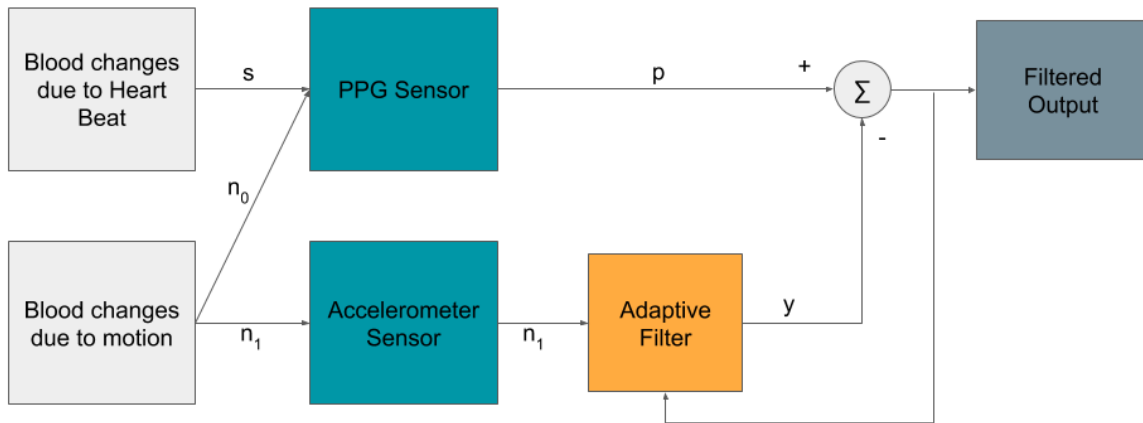 Blood changes
due to Heart
Beat
s
PPG Sensor
p
+
Σ
-
Filtered
Output
n₀
Blood changes
due to motion
n₁
Accelerometer
Sensor
n₁
Adaptive
Filter
y